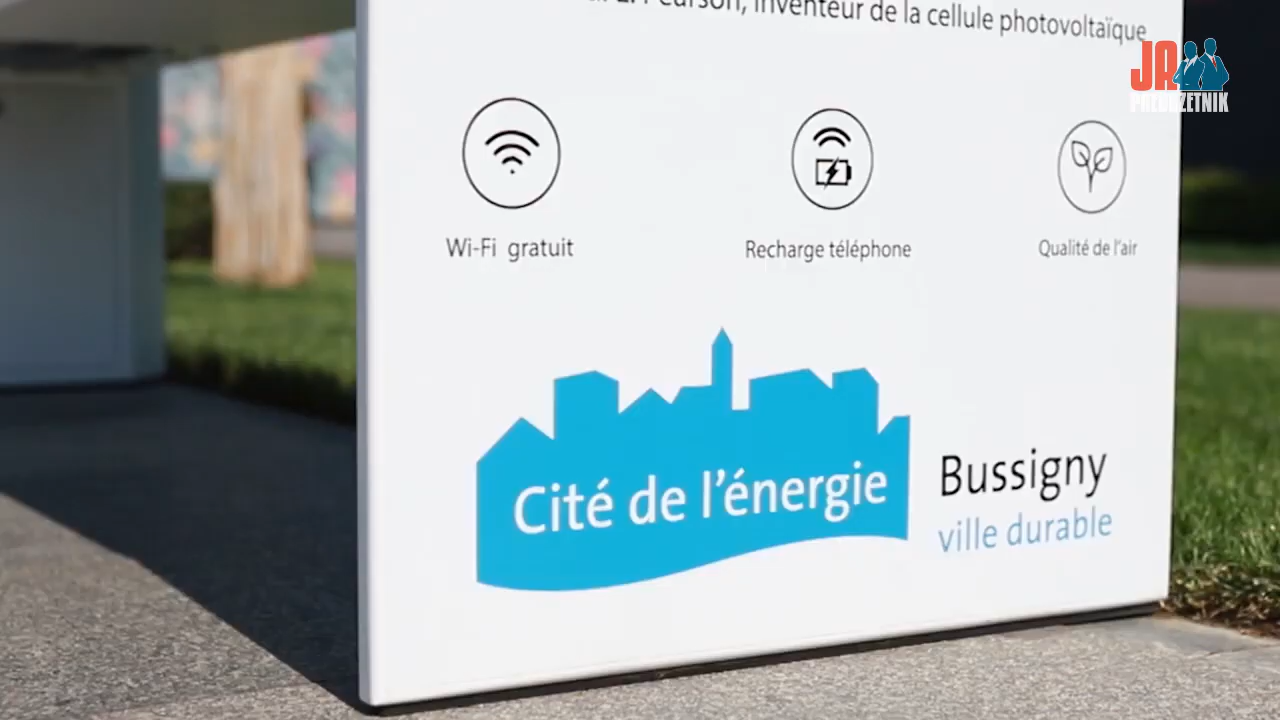 inventeur de la cellule photovoltaïque
JA
PREDUZETNIK
Wi-Fi gratuit
Recharge téléphone
Qualité de l'air
Cité de l'énergie
Bussigny
ville durable